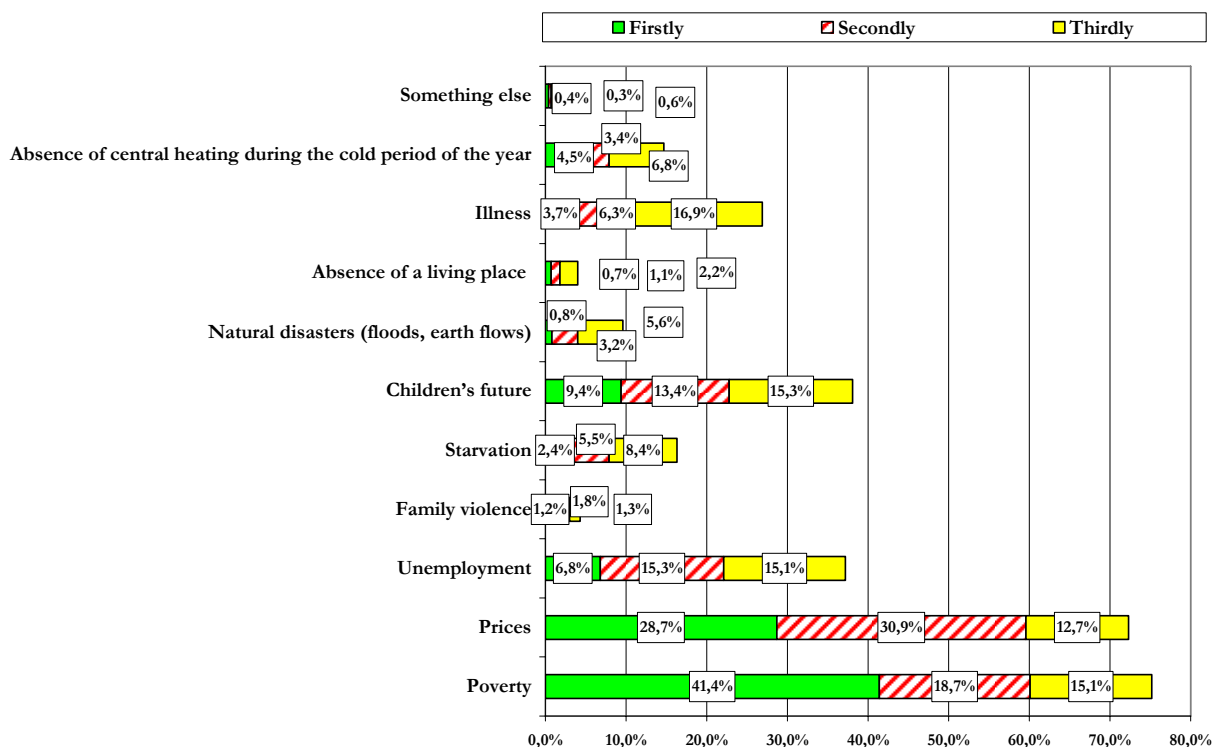 Firstly Secondly Thirdly
Something else 0,4% 0,3% 0,6%
Absence of central heating during the cold period of the year 4,5% 3,4% 6,8%
Illness 3,7% 6,3% 16,9%
Absence of a living place 0,7% 1,1% 2,2%
Natural disasters (floods, earth flows) 0,8% 3,2% 5,6%
Children's future 9,4% 13,4% 15,3%
Starvation 2,4% 5,5% 8,4%
Family violence 1,2% 1,8% 1,3%
Unemployment 6,8% 15,3% 15,1%
Prices 28,7% 30,9% 12,7%
Poverty 41,4% 18,7% 15,1%
0,0% 10,0% 20,0% 30,0% 40,0% 50,0% 60,0% 70,0% 80,0%